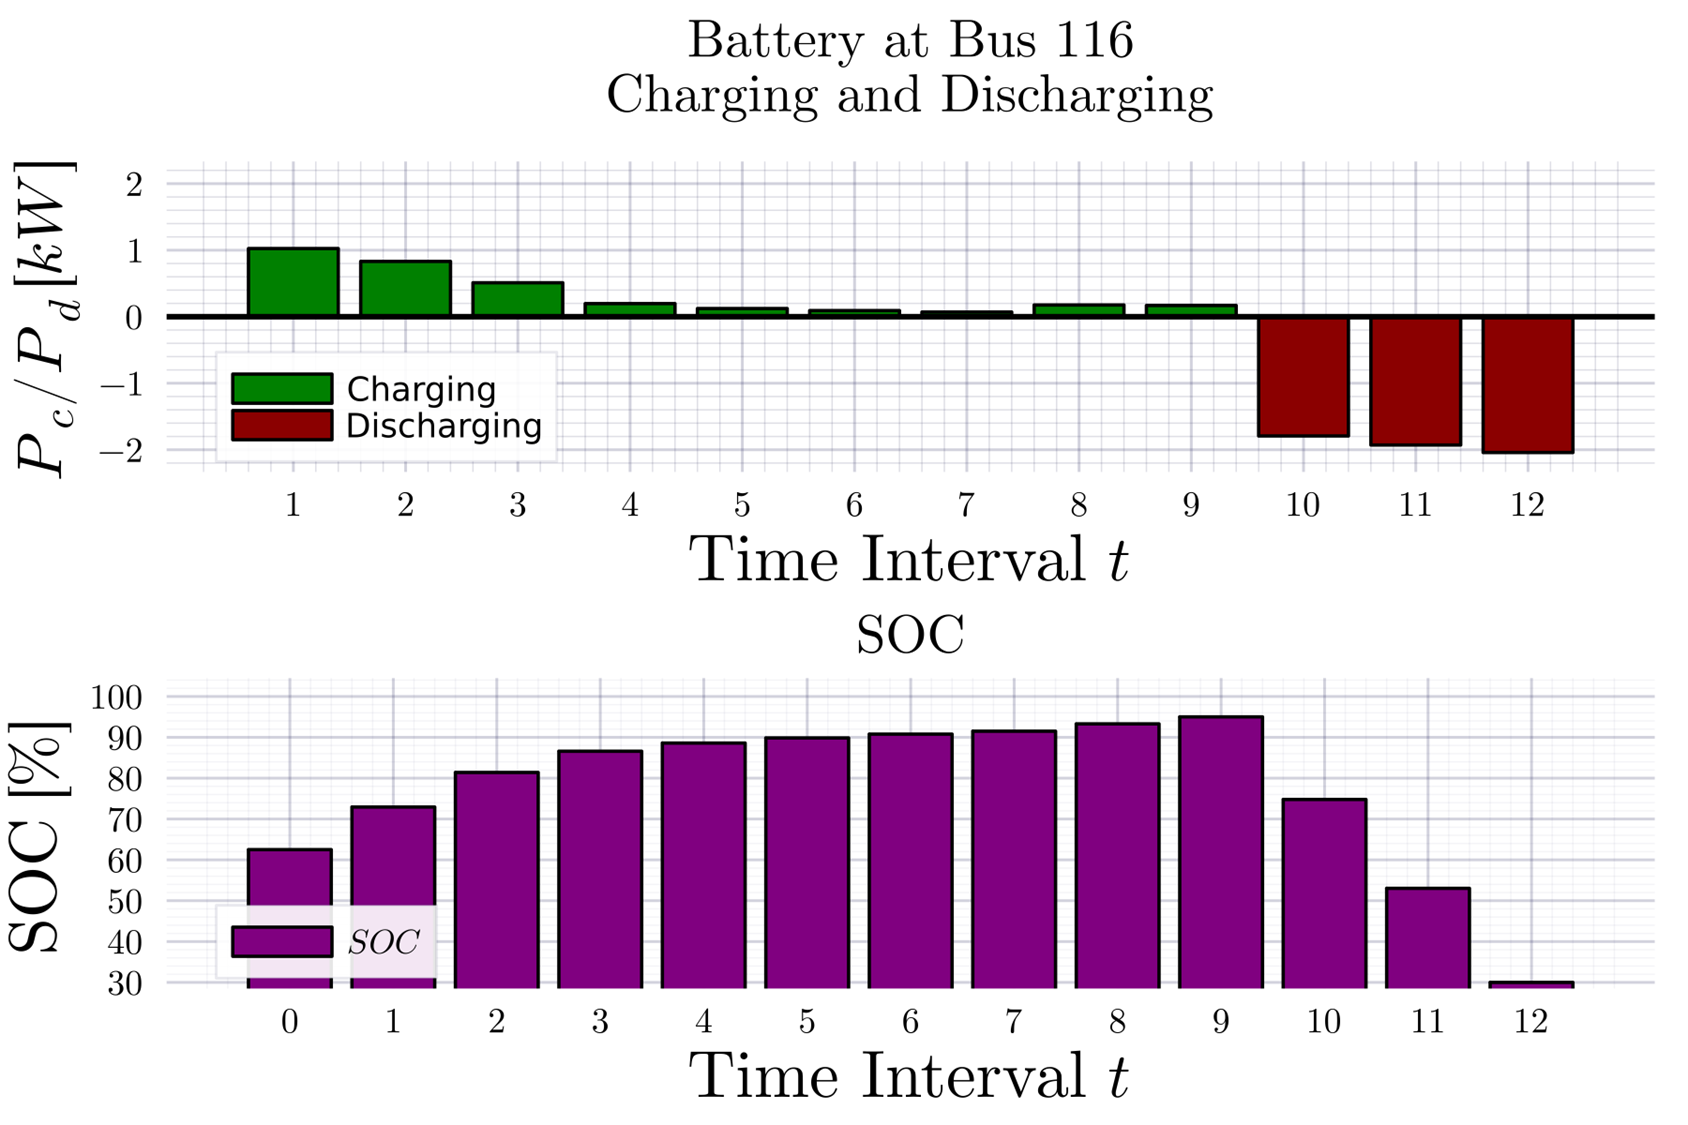 Battery at Bus 116
Charging and Discharging
P_c / P_d [kW]
2
1
0
−1
−2
Charging
Discharging
1 2 3 4 5 6 7 8 9 10 11 12
Time Interval t
SOC
SOC [%]
100
90
80
70
60
50
40
30
SOC
0 1 2 3 4 5 6 7 8 9 10 11 12
Time Interval t